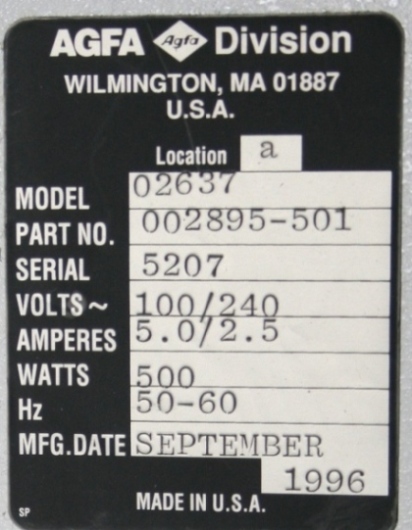 AGFA Agfa Division
WILMINGTON, MA 01887
U.S.A.
Location a
MODEL 02637
PART NO. 002895-501
SERIAL 5207
VOLTS~ 100/240
AMPERES 5.0/2.5
WATTS 500
Hz 50-60
MFG.DATE SEPTEMBER
1996
SP MADE IN U.S.A.